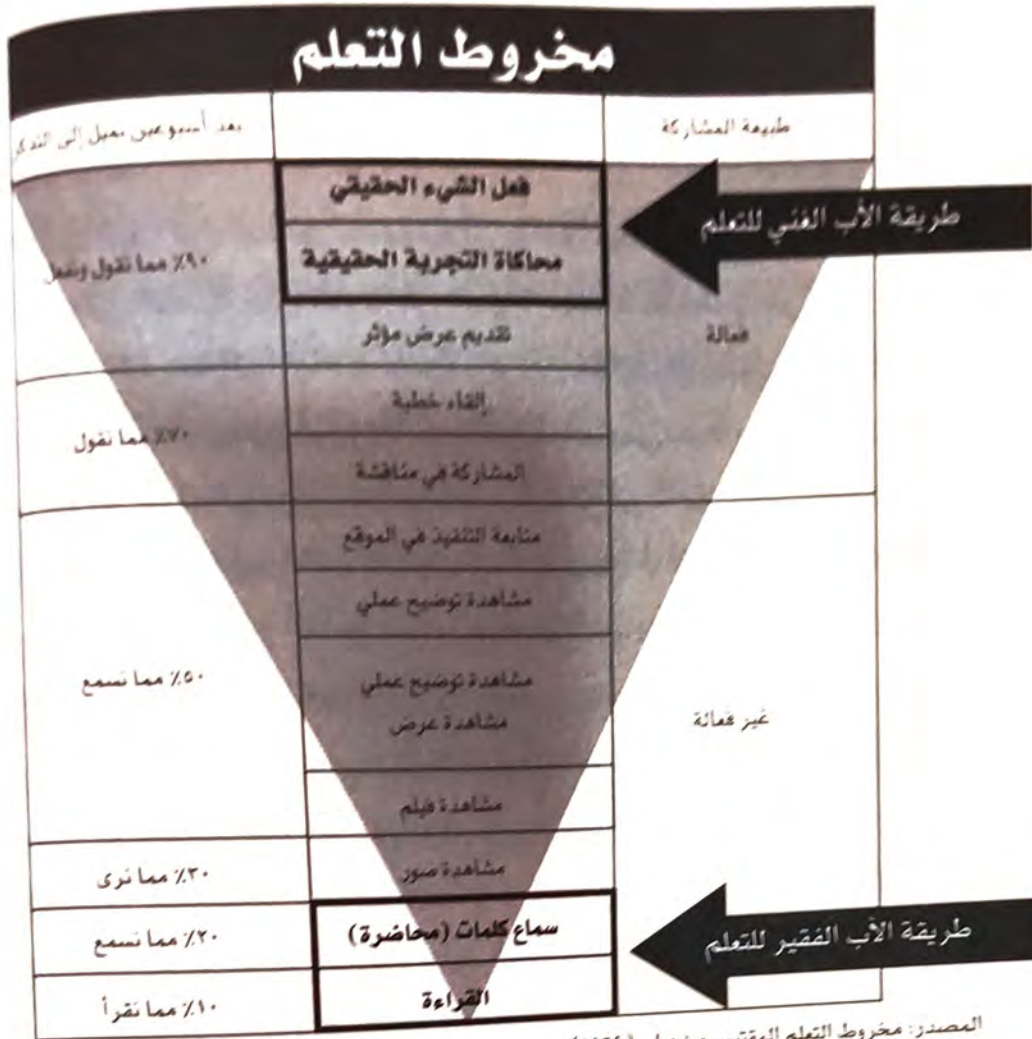 مخروط التعلم
طبيعة المشاركة
بعد أسبوعين نميل إلى التذكر
فعل الشيء الحقيقي
طريقة الأب الغني للتعلم
محاكاة التجربة الحقيقية
٩٠٪ مما نقول ونفعل
فعالة
تقديم عرض مؤثر
إلقاء خطبة
٧٠٪ مما نقول
المشاركة في مناقشة
متابعة التنفيذ في الموقع
مشاهدة توضيح عملي
غير فعالة
مشاهدة توضيح عملي
مشاهدة عرض
٥٠٪ مما نسمع
مشاهدة فيلم
مشاهدة صور
٣٠٪ مما نرى
طريقة الأب الفقير للتعلم
سماع كلمات (محاضرة)
٢٠٪ مما نسمع
القراءة
١٠٪ مما نقرأ
المصدر: مخروط التعلم المقتبس